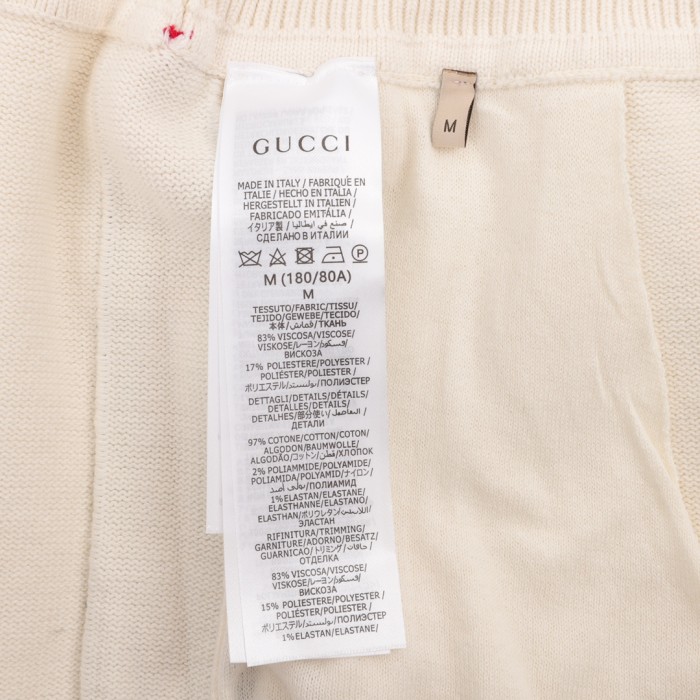 GUCCI
M
MADE IN ITALY / FABRIQUÉ EN
ITALIE / HECHO EN ITALIA /
HERGESTELLT IN ITALIEN /
FABRICADO EMITÁLIA /
イタリア製 / صنع في ايطاليا /
СДЕЛАНО В ИТАЛИИ
M (180/80A)
M
TESSUTO/FABRIC/TISSU/
TEJIDO/GEWEBE/TECIDO/
本体/قماش/ТКАНЬ
83% VISCOSA/VISCOSE/
VISKOSE/レーヨン/فسكوز/
ВИСКОЗА
17% POLIESTERE/POLYESTER/
POLIÉSTER/POLIESTER/
ポリエステル/بوليستر/ПОЛИЭСТЕР
DETTAGLI/DETAILS/DÉTAILS/
DETALLES/DETAILS/
DETALHES/部分使い/التفاصيل/
ДЕТАЛИ
97% COTONE/COTTON/COTON/
ALGODON/BAUMWOLLE/
ALGODÃO/コットン/قطن/ХЛОПОК
2% POLIAMMIDE/POLYAMIDE/
POLIAMIDA/POLYAMID/ナイロン/
بولي أميد/ПОЛИАМИД
1% ELASTAN/ELASTANE/
ELASTHANNE/ELASTANO/
ELASTHAN/ポリウレタン/اللاستين/
ЭЛАСТАН
RIFINITURA/TRIMMING/
GARNITURE/ADORNO/BESATZ/
GUARNICAO/トリミング/حافات/
ОТДЕЛКА
83% VISCOSA/VISCOSE/
VISKOSE/レーヨン/فسكوز/
ВИСКОЗА
15% POLIESTERE/POLYESTER/
POLIÉSTER/POLIESTER/
ポリエステル/بوليستر/ПОЛИЭСТЕР
1% ELASTAN/ELASTANE/